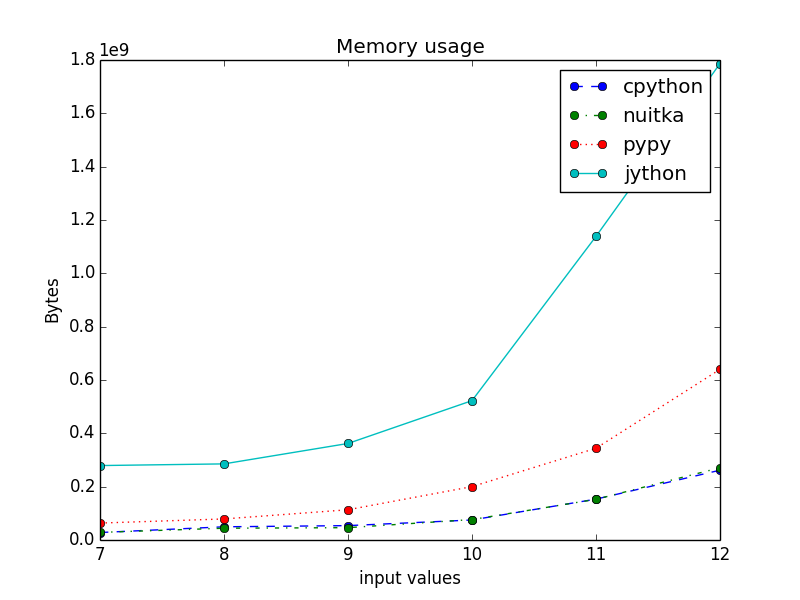 Memory usage
1e9
1.8
1.6
1.4
1.2
1.0
0.8
0.6
0.4
0.2
0.0
Bytes
cpython
nuitka
pypy
jython
7 8 9 10 11 12
input values